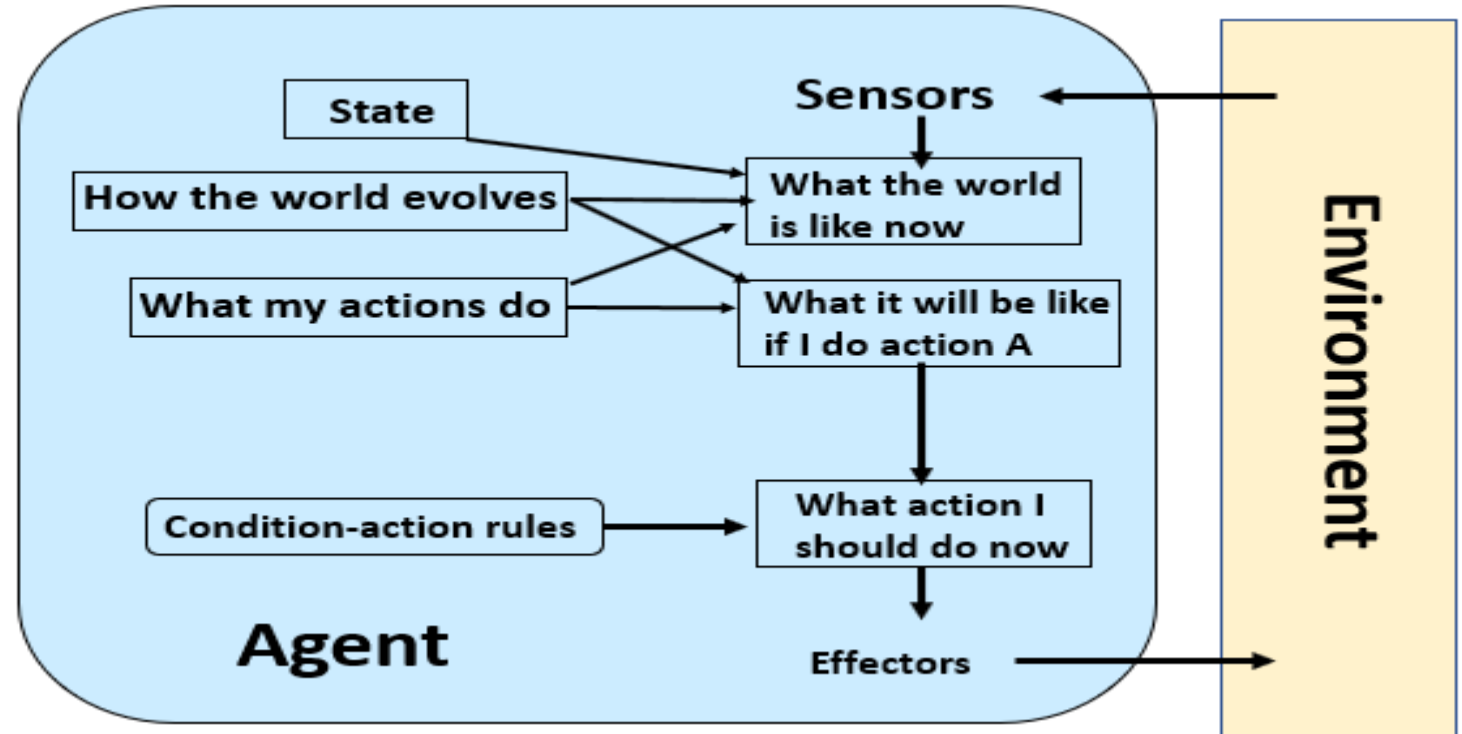 State
Sensors
How the world evolves
What the world
is like now
What my actions do
What it will be like
if I do action A
Condition-action rules
What action I
should do now
Agent
Effectors
Environment